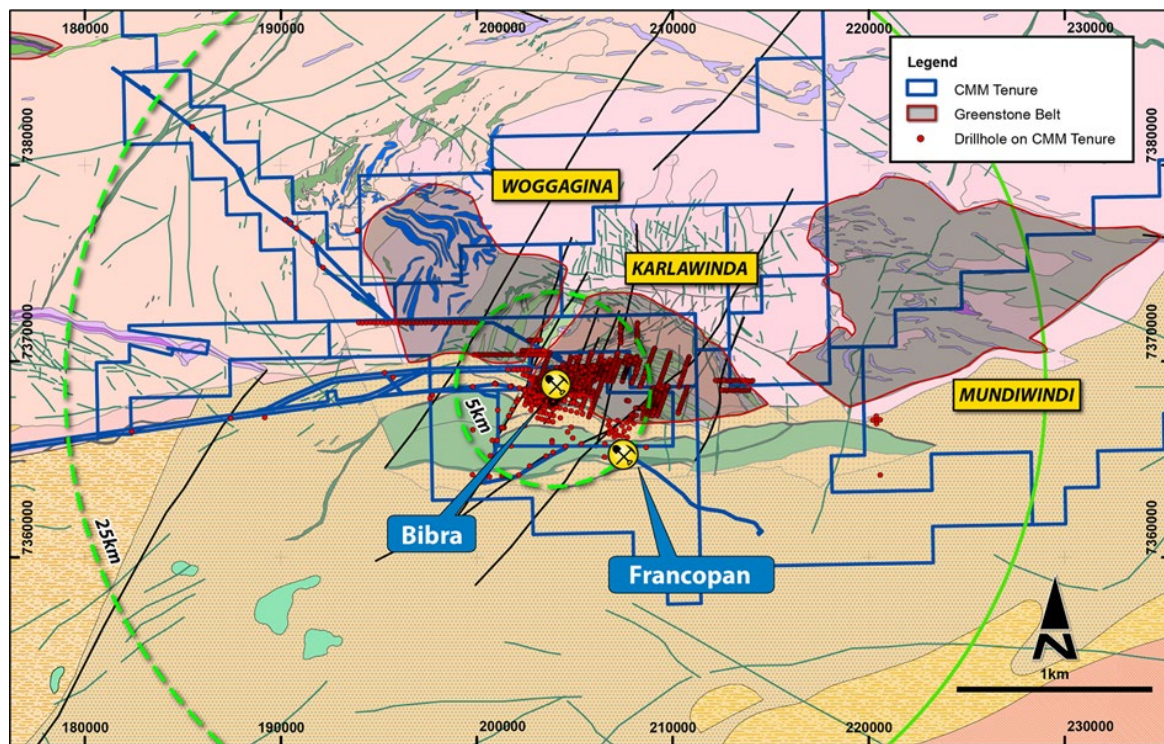 180000
190000
200000
210000
220000
230000
Legend
CMM Tenure
Greenstone Belt
Drillhole on CMM Tenure
7380000
7380000
WOGGAGINA
KARLAWINDA
7370000
7370000
MUNDIWINDI
5km
Bibra
25km
7360000
7360000
Francopan
N
1km
180000
190000
200000
210000
220000
230000